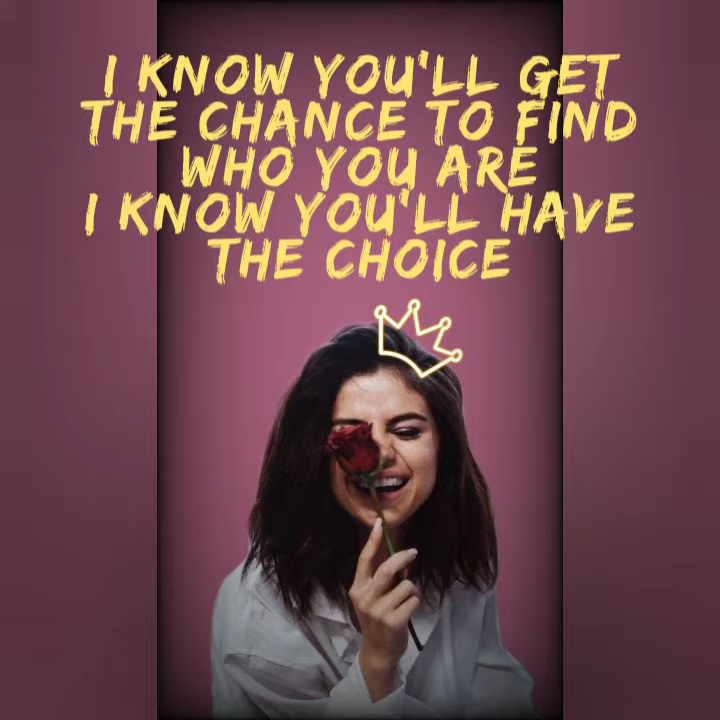 I KNOW YOU'LL GET
THE CHANCE TO FIND
WHO YOU ARE
I KNOW YOU'LL HAVE
THE CHOICE